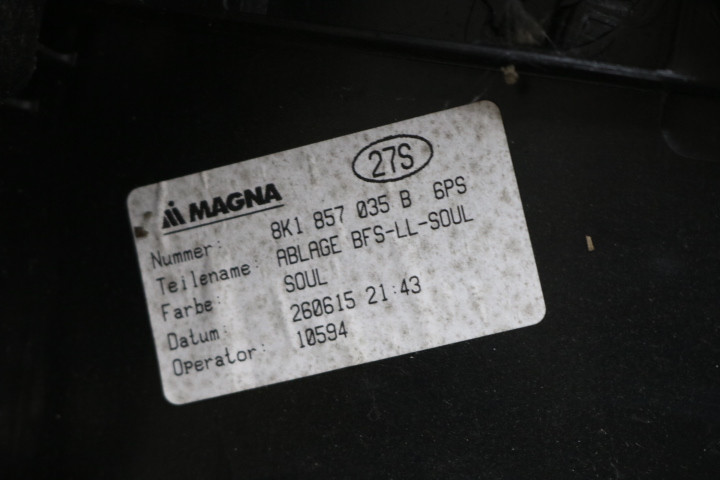 27S
MAGNA
Nummer: 8K1 857 035 B 6PS
Teilename: ABLAGE BFS-LL-SOUL
Farbe: SOUL
Datum: 260615 21:43
Operator: 10594